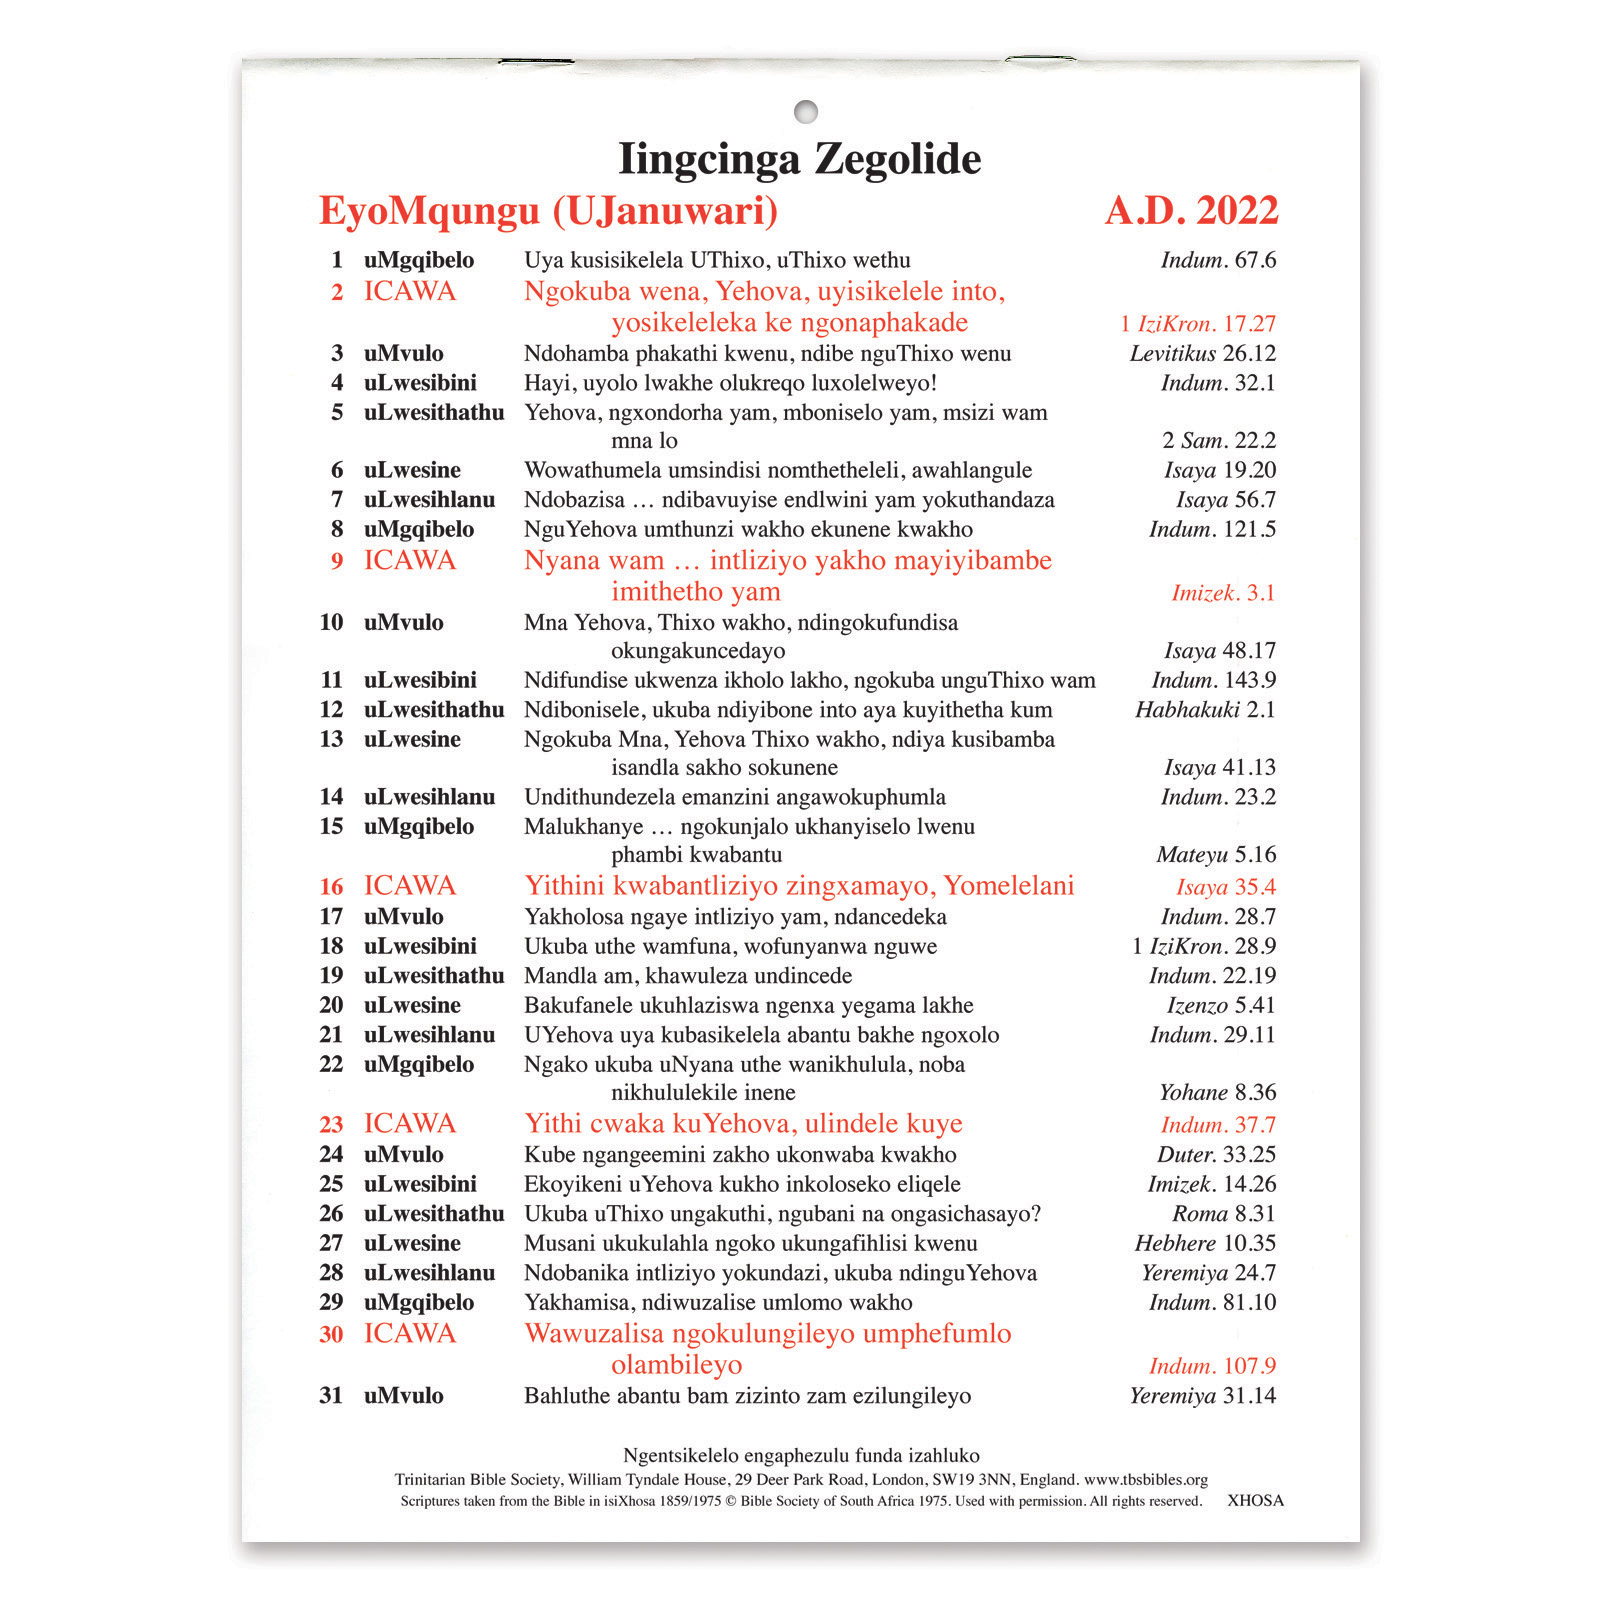 Iingcinga Zegolide
EyoMqungu (UJanuwari) A.D. 2022
1 uMgqibelo Uya kusisikelela UThixo, uThixo wethu Indum. 67.6
2 ICAWA Ngokuba wena, Yehova, uyisikelele into,
yosikeleleka ke ngonaphakade 1 IziKron. 17.27
3 uMvulo Ndohamba phakathi kwenu, ndibe nguThixo wenu Levitikus 26.12
4 uLwesibini Hayi, uyolo lwakhe olukreqo luxolelweyo! Indum. 32.1
5 uLwesithathu Yehova, ngxondorha yam, mboniselo yam, msizi wam
mna lo 2 Sam. 22.2
6 uLwesine Wowathumela umsindisi nomthetheleli, awahlangule Isaya 19.20
7 uLwesihlanu Ndobazisa … ndibavuyise endlwini yam yokuthandaza Isaya 56.7
8 uMgqibelo NguYehova umthunzi wakho ekunene kwakho Indum. 121.5
9 ICAWA Nyana wam … intliziyo yakho mayiyibambe
imithetho yam Imizek. 3.1
10 uMvulo Mna Yehova, Thixo wakho, ndingokufundisa
okungakuncedayo Isaya 48.17
11 uLwesibini Ndifundise ukwenza ikholo lakho, ngokuba unguThixo wam Indum. 143.9
12 uLwesithathu Ndibonisele, ukuba ndiyibone into aya kuyithetha kum Habhakuki 2.1
13 uLwesine Ngokuba Mna, Yehova Thixo wakho, ndiya kusibamba
isandla sakho sokunene Isaya 41.13
14 uLwesihlanu Undithundezela emanzini angawokuphumla Indum. 23.2
15 uMgqibelo Malukhanye … ngokunjalo ukhanyiselo lwenu
phambi kwabantu Mateyu 5.16
16 ICAWA Yithini kwabantliziyo zingxamayo, Yomelelani Isaya 35.4
17 uMvulo Yakholosa ngaye intliziyo yam, ndancedeka Indum. 28.7
18 uLwesibini Ukuba uthe wamfuna, wofunyanwa nguwe 1 IziKron. 28.9
19 uLwesithathu Mandla am, khawuleza undincede Indum. 22.19
20 uLwesine Bakufanele ukuhlaziswa ngenxa yegama lakhe Izenzo 5.41
21 uLwesihlanu UYehova uya kubasikelela abantu bakhe ngoxolo Indum. 29.11
22 uMgqibelo Ngako ukuba uNyana uthe wanikhulula, noba
nikhululekile inene Yohane 8.36
23 ICAWA Yithi cwaka kuYehova, ulindele kuye Indum. 37.7
24 uMvulo Kube ngangeemini zakho ukonwaba kwakho Duter. 33.25
25 uLwesibini Ekoyikeni uYehova kukho inkoloseko eliqele Imizek. 14.26
26 uLwesithathu Ukuba uThixo ungakuthi, ngubani na ongasichasayo? Roma 8.31
27 uLwesine Musani ukukulahla ngoko ukungafihlisi kwenu Hebhere 10.35
28 uLwesihlanu Ndobanika intliziyo yokundazi, ukuba ndinguYehova Yeremiya 24.7
29 uMgqibelo Yakhamisa, ndiwuzalise umlomo wakho Indum. 81.10
30 ICAWA Wawuzalisa ngokulungileyo umphefumlo
olambileyo Indum. 107.9
31 uMvulo Bahluthe abantu bam zizinto zam ezilungileyo Yeremiya 31.14
Ngentsikelelo engaphezulu funda izahluko
Trinitarian Bible Society, William Tyndale House, 29 Deer Park Road, London, SW19 3NN, England. www.tbsbibles.org
Scriptures taken from the Bible in isiXhosa 1859/1975 © Bible Society of South Africa 1975. Used with permission. All rights reserved. XHOSA